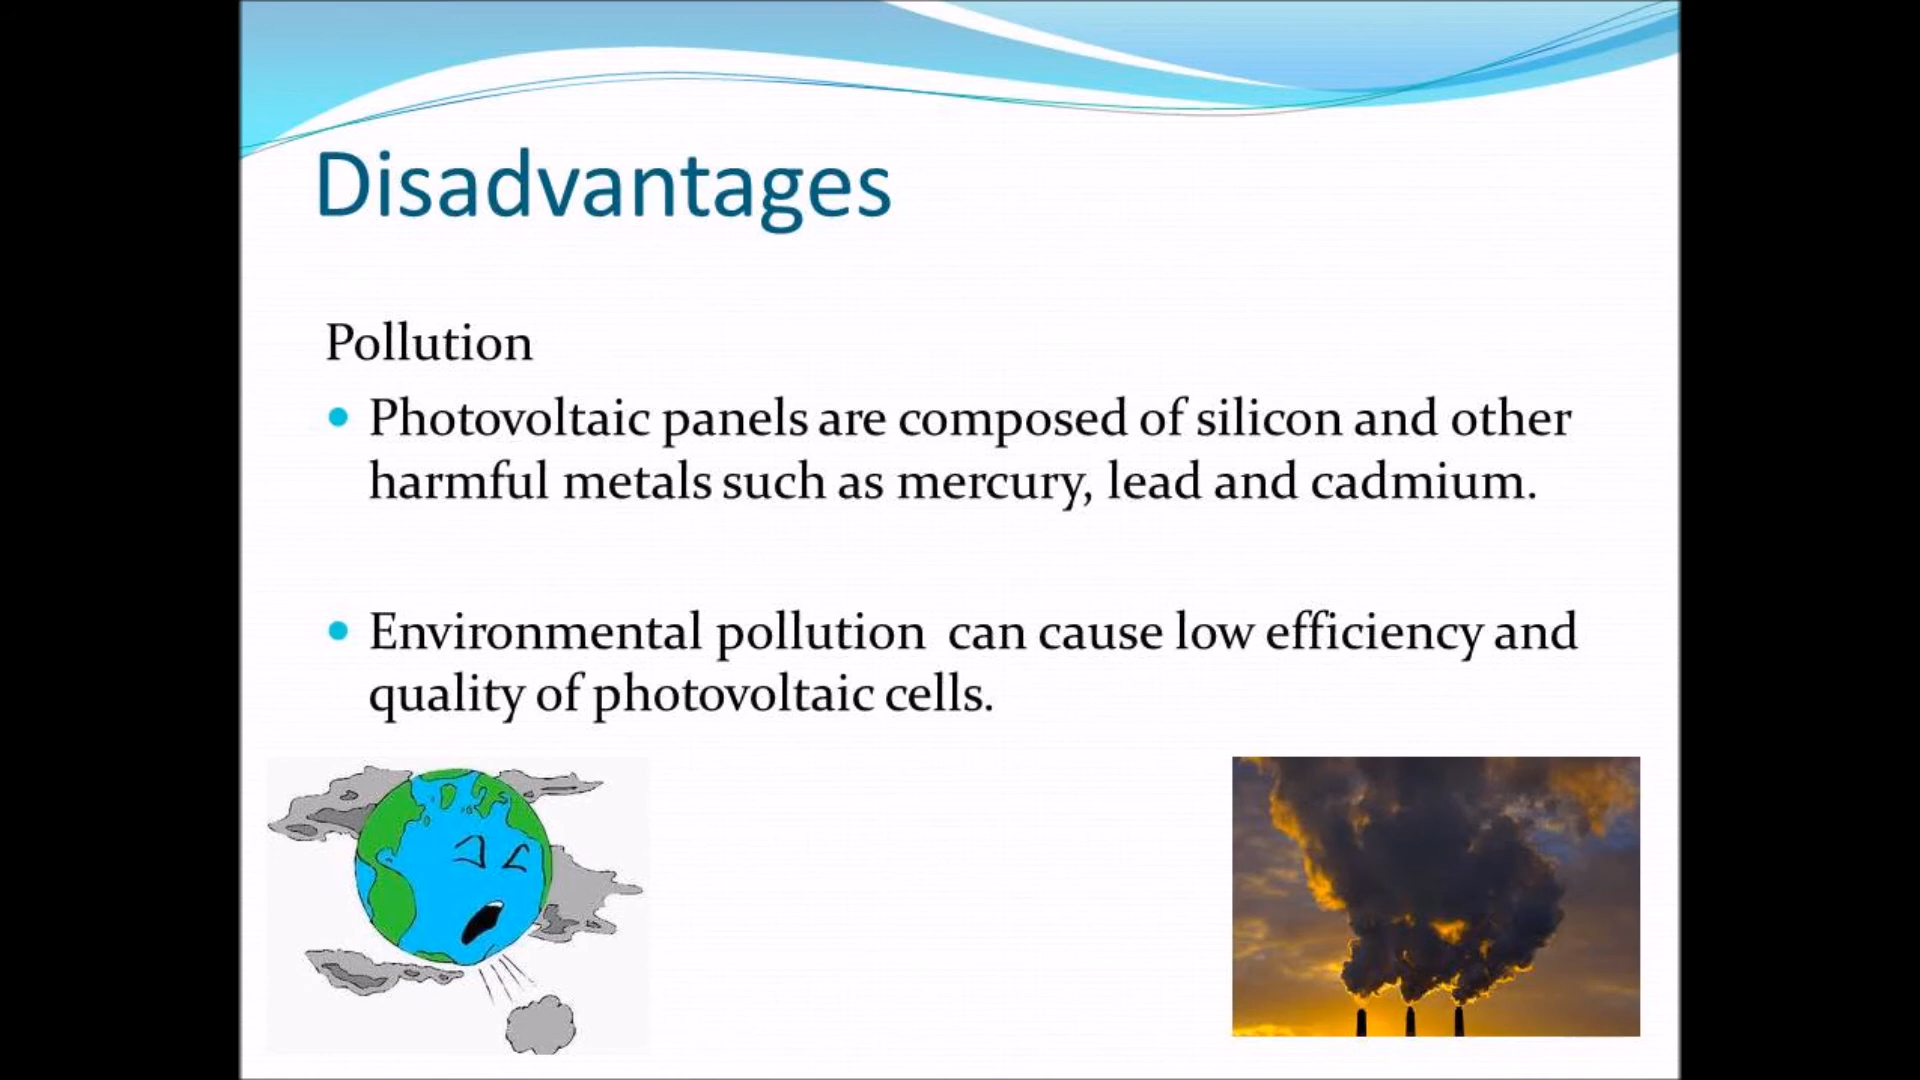 Disadvantages
Pollution
Photovoltaic panels are composed of silicon and other
harmful metals such as mercury, lead and cadmium.
Environmental pollution can cause low efficiency and
quality of photovoltaic cells.